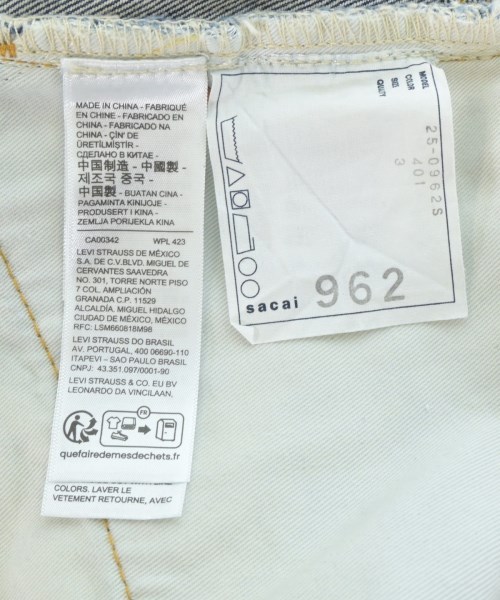 MADE IN CHINA - FABRIQUÉ
EN CHINE - FABRICADO EN
CHINA - FABRICADO NA
CHINA - ÇİN' DE
ÜRETİLMİŞTİR -
СДЕЛАНО В КИТАЕ -
中国制造 - 中國製 -
제조국 중국 -
中国製 - BUATAN CINA -
PAGAMINTA KINIJOJE -
PRODUSERT I KINA -
ZEMLJA PORIJEKLA KINA
CA00342 WPL 423
LEVI STRAUSS DE MÉXICO
S.A. DE C.V.BLVD. MIGUEL DE
CERVANTES SAAVEDRA
NO. 301, TORRE NORTE PISO
7 COL. AMPLIACIÓN
GRANADA C.P. 11529
ALCALDÍA. MIGUEL HIDALGO
CIUDAD DE MÉXICO, MÉXICO
RFC: LSM660818M98
LEVI STRAUSS DO BRASIL
AV. PORTUGAL, 400 06690-110
ITAPEVI - SAO PAULO BRASIL
CNPJ: 43.351.097/0001-90
LEVI STRAUSS & CO. EU BV
LEONARDO DA VINCILAAN,
FR
quefairedemesdechets.fr
COLORS. LAVER LE
VETEMENT RETOURNE, AVEC
MODEL 25-0962S
COLOR 401
SIZE 3
QUALITY
sacai 962